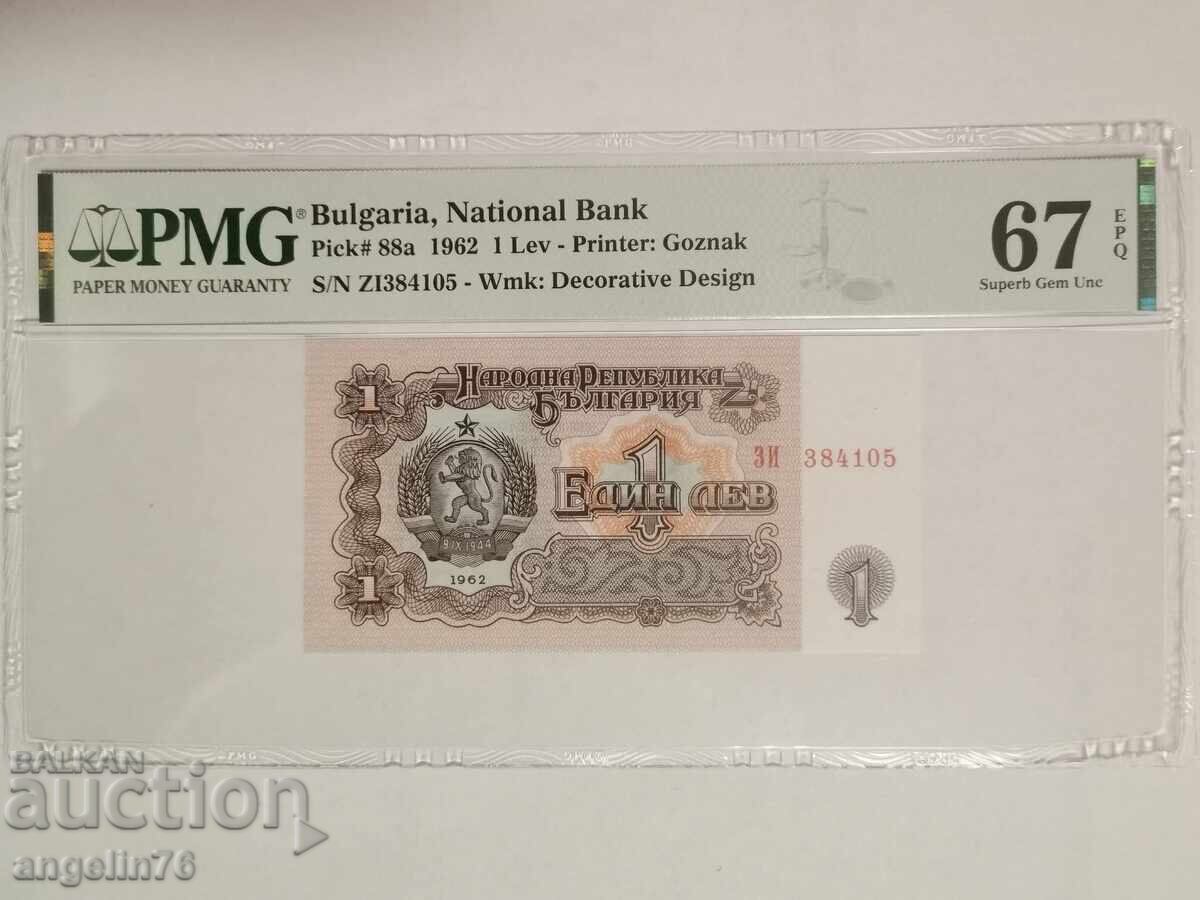 PMG®
PAPER MONEY GUARANTY
Bulgaria, National Bank
Pick# 88a 1962 1 Lev - Printer: Goznak
S/N ZI384105 - Wmk: Decorative Design
67
EPQ
Superb Gem Unc
1
НАРОДНА РЕПУБЛИКА
БЪЛГАРИЯ
1
ЕДИН ЛЕВ
ЗИ 384105
9.IX.1944
1962
1
1
PMG
PMG
BALKAN
auction
angelin76